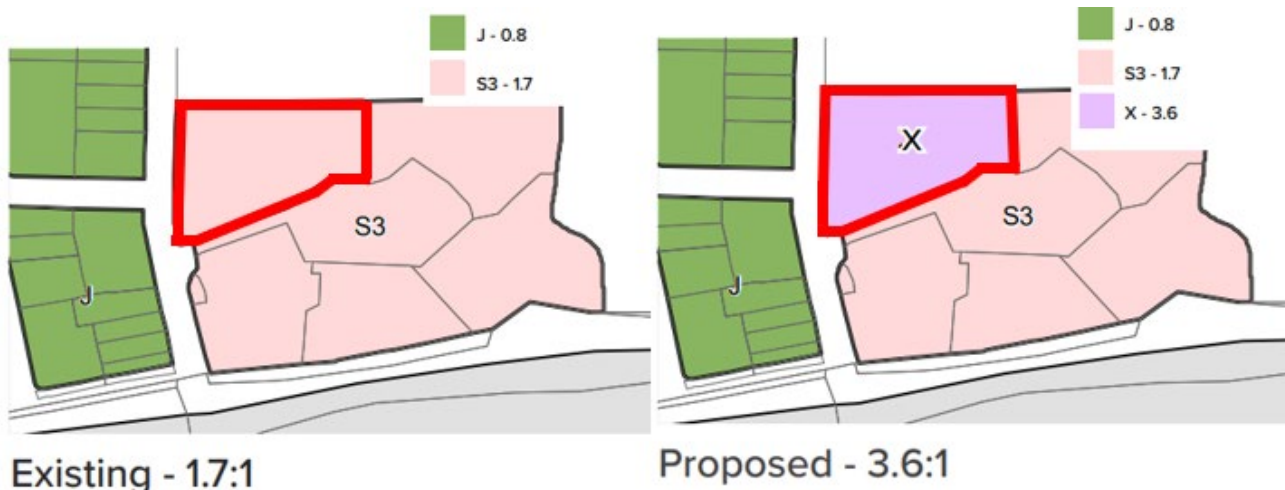 J - 0.8
S3 - 1.7
S3
J
Existing - 1.7:1
J - 0.8
S3 - 1.7
X - 3.6
X
S3
J
Proposed - 3.6:1